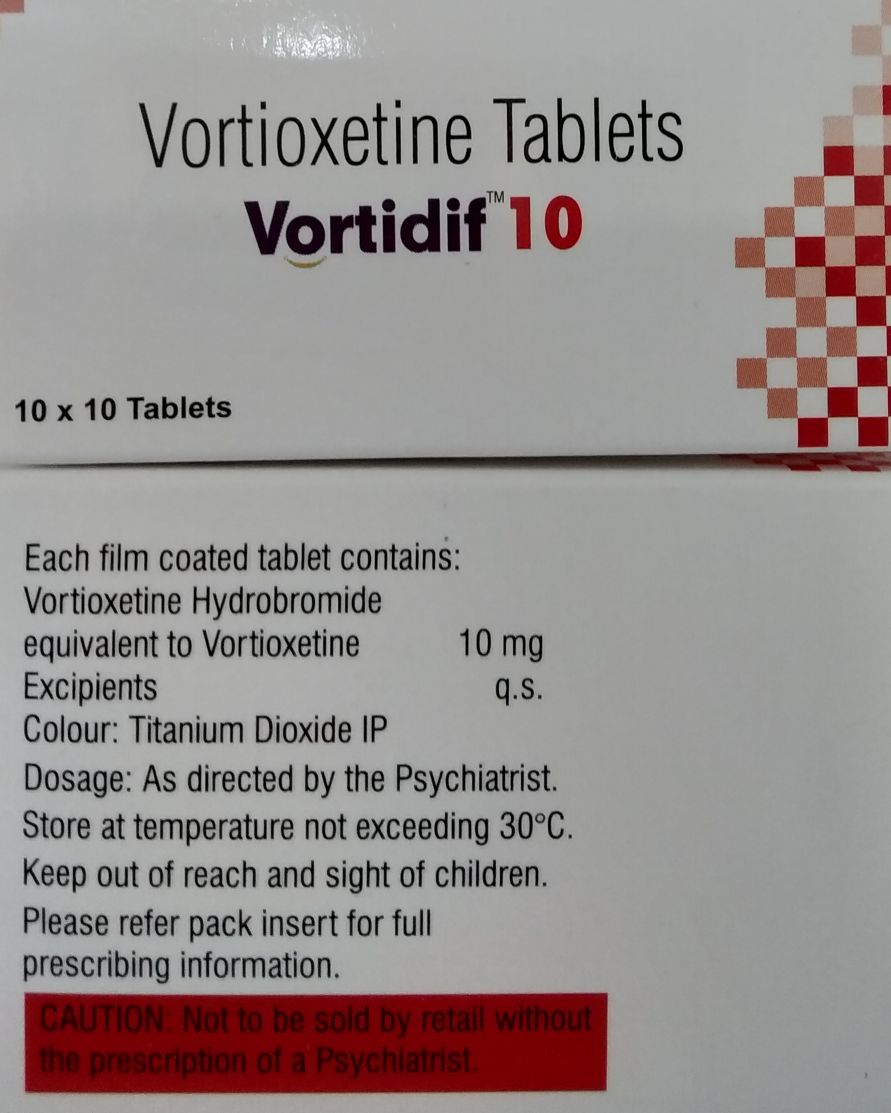 Vortioxetine Tablets
Vortidif™ 10
10 x 10 Tablets
Each film coated tablet contains:
Vortioxetine Hydrobromide
equivalent to Vortioxetine 10 mg
Excipients q.s.
Colour: Titanium Dioxide IP
Dosage: As directed by the Psychiatrist.
Store at temperature not exceeding 30°C.
Keep out of reach and sight of children.
Please refer pack insert for full
prescribing information.
CAUTION: Not to be sold by retail without
the prescription of a Psychiatrist.